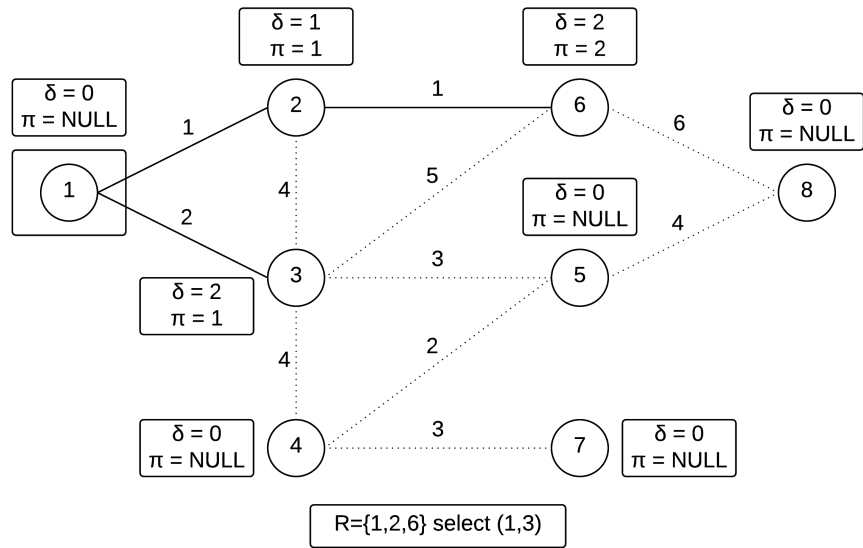 δ = 1
π = 1
δ = 2
π = 2
δ = 0
π = NULL
1
2
1
6
6
δ = 0
π = NULL
1
2
4
5
δ = 0
π = NULL
4
8
3
3
5
δ = 2
π = 1
4
2
δ = 0
π = NULL
4
3
7
δ = 0
π = NULL
R={1,2,6} select (1,3)